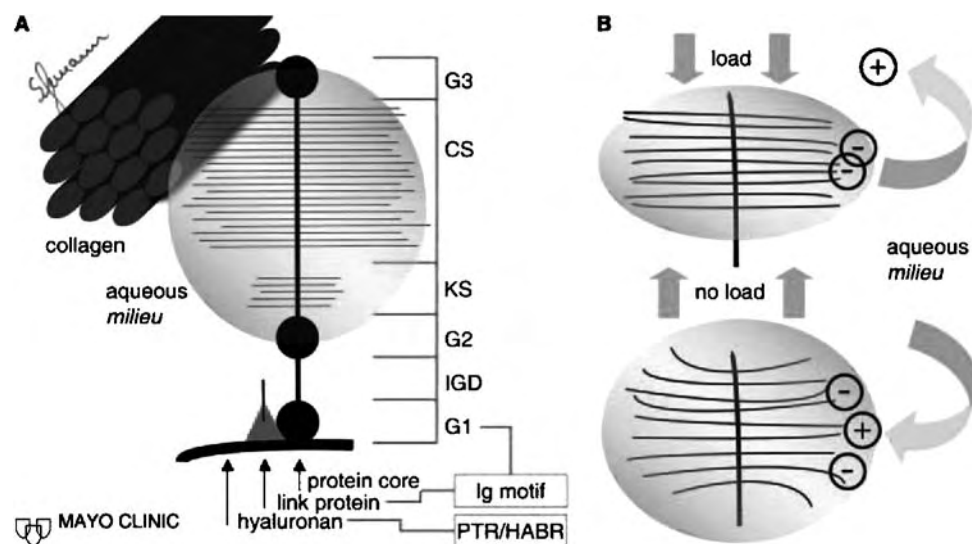 A
G3
CS
collagen
aqueous
milieu
KS
G2
IGD
G1
protein core
link protein
hyaluronan
Ig motif
PTR/HABR
MAYO CLINIC
B
load
+
-
-
aqueous
milieu
no load
-
+
-